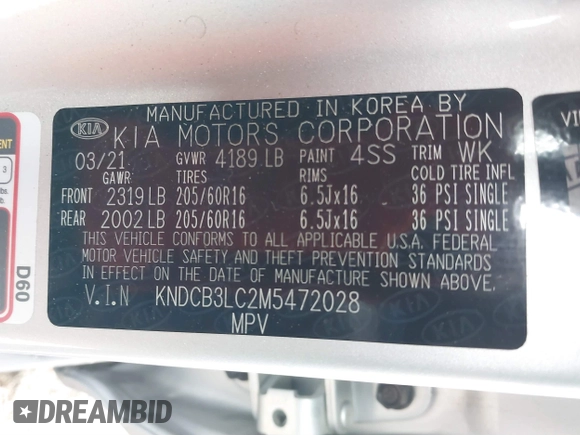 MANUFACTURED IN KOREA BY
KIA KIA MOTORS CORPORATION
03/21 GVWR 4189 LB PAINT 4SS TRIM WK
GAWR TIRES RIMS COLD TIRE INFL
FRONT 2319 LB 205/60R16 6.5Jx16 36 PSI SINGLE
REAR 2002 LB 205/60R16 6.5Jx16 36 PSI SINGLE
THIS VEHICLE CONFORMS TO ALL APPLICABLE U.S.A. FEDERAL
MOTOR VEHICLE SAFETY AND THEFT PREVENTION STANDARDS
IN EFFECT ON THE DATE OF MANUFACTURE SHOWN ABOVE.
V.I.N KNDCB3LC2M5472028
MPV
D60
3
DREAMBID